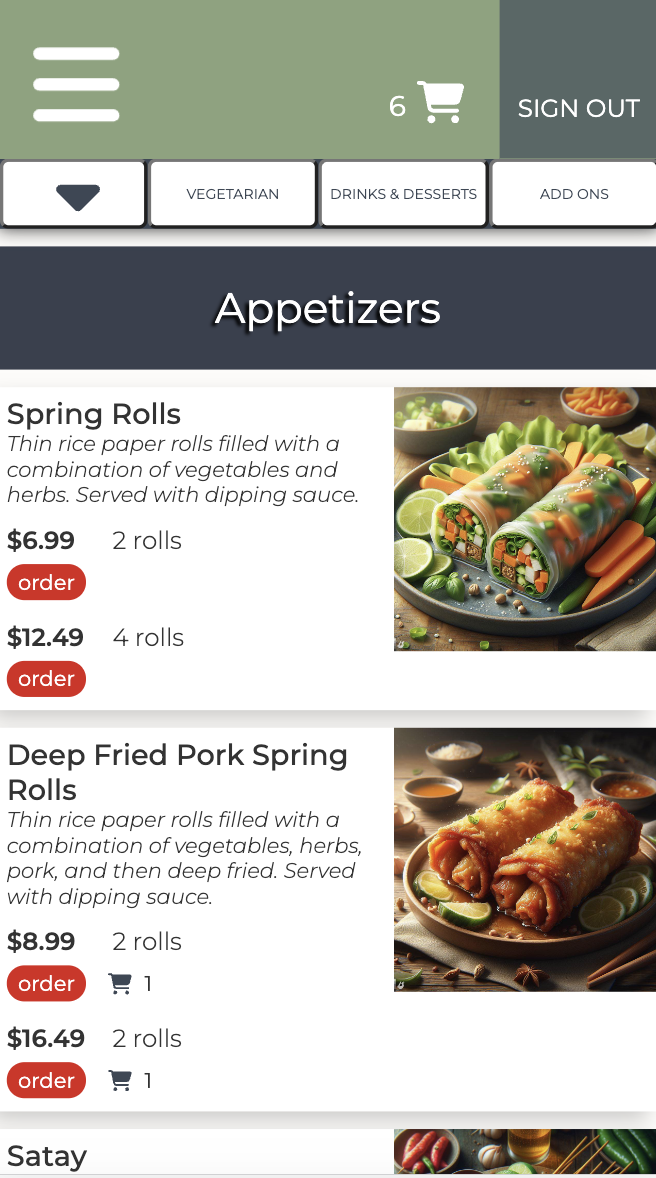 6
SIGN OUT
VEGETARIAN
DRINKS & DESSERTS
ADD ONS
Appetizers
Spring Rolls
Thin rice paper rolls filled with a
combination of vegetables and
herbs. Served with dipping sauce.
$6.99 2 rolls
order
$12.49 4 rolls
order
Deep Fried Pork Spring
Rolls
Thin rice paper rolls filled with a
combination of vegetables, herbs,
pork, and then deep fried. Served
with dipping sauce.
$8.99 2 rolls
order 1
$16.49 2 rolls
order 1
Satay